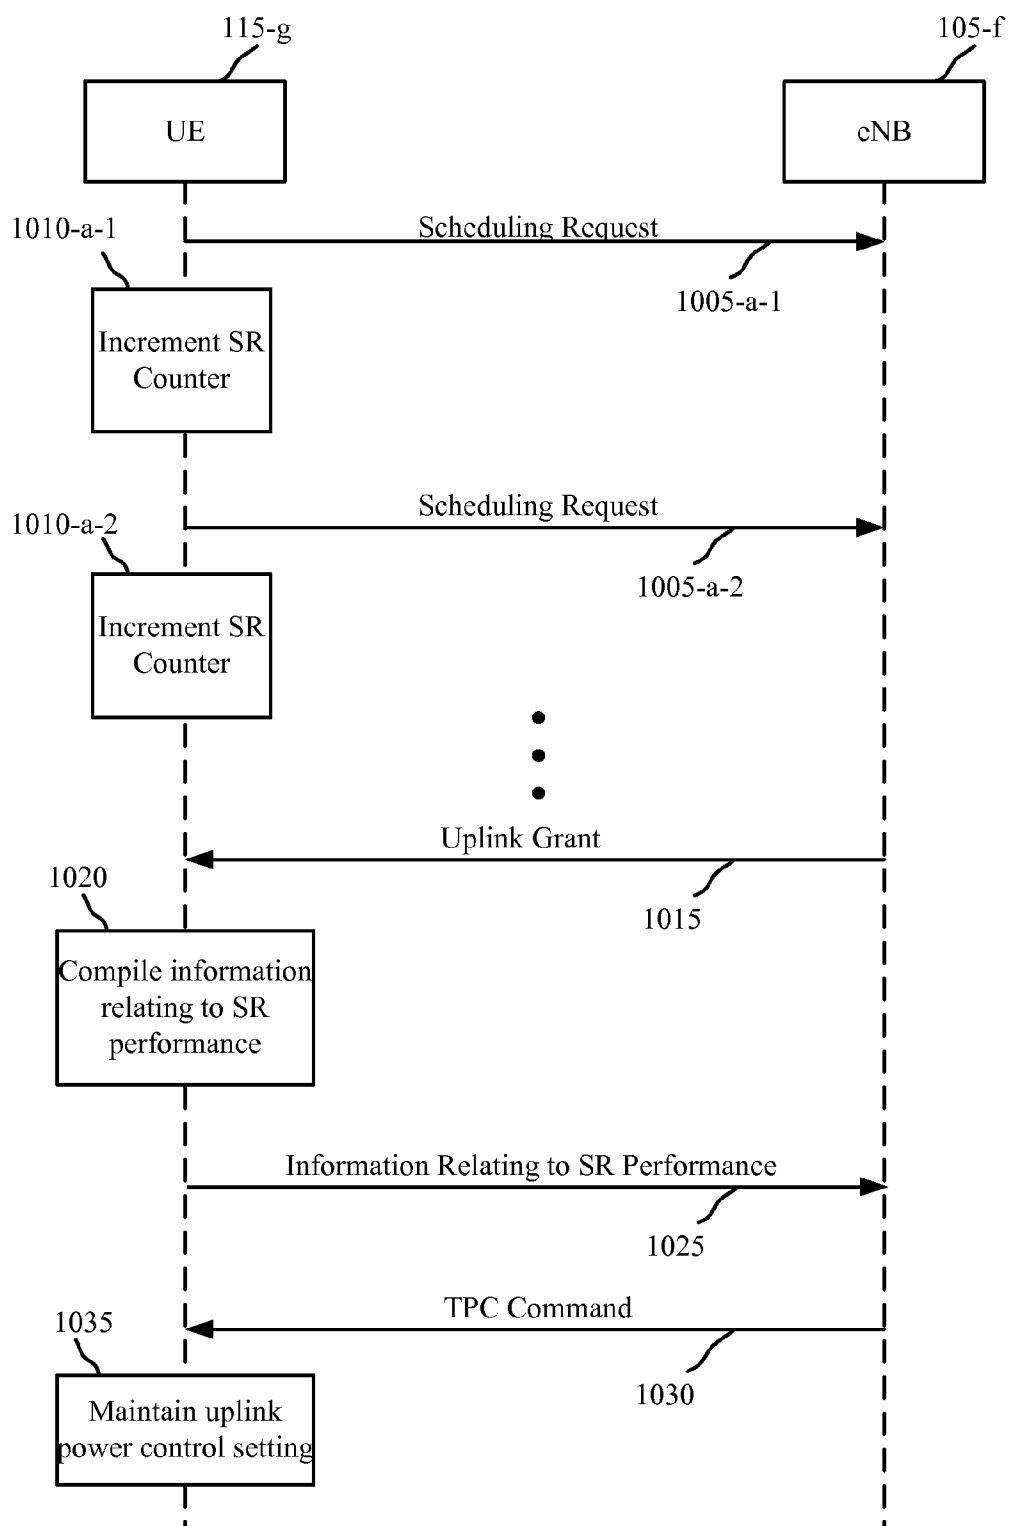 115-g
105-f
UE
eNB
1010-a-1
Scheduling Request
1005-a-1
Increment SR
Counter
1010-a-2
Scheduling Request
1005-a-2
Increment SR
Counter
Uplink Grant
1015
1020
Compile information
relating to SR
performance
Information Relating to SR Performance
1025
TPC Command
1030
1035
Maintain uplink
power control setting